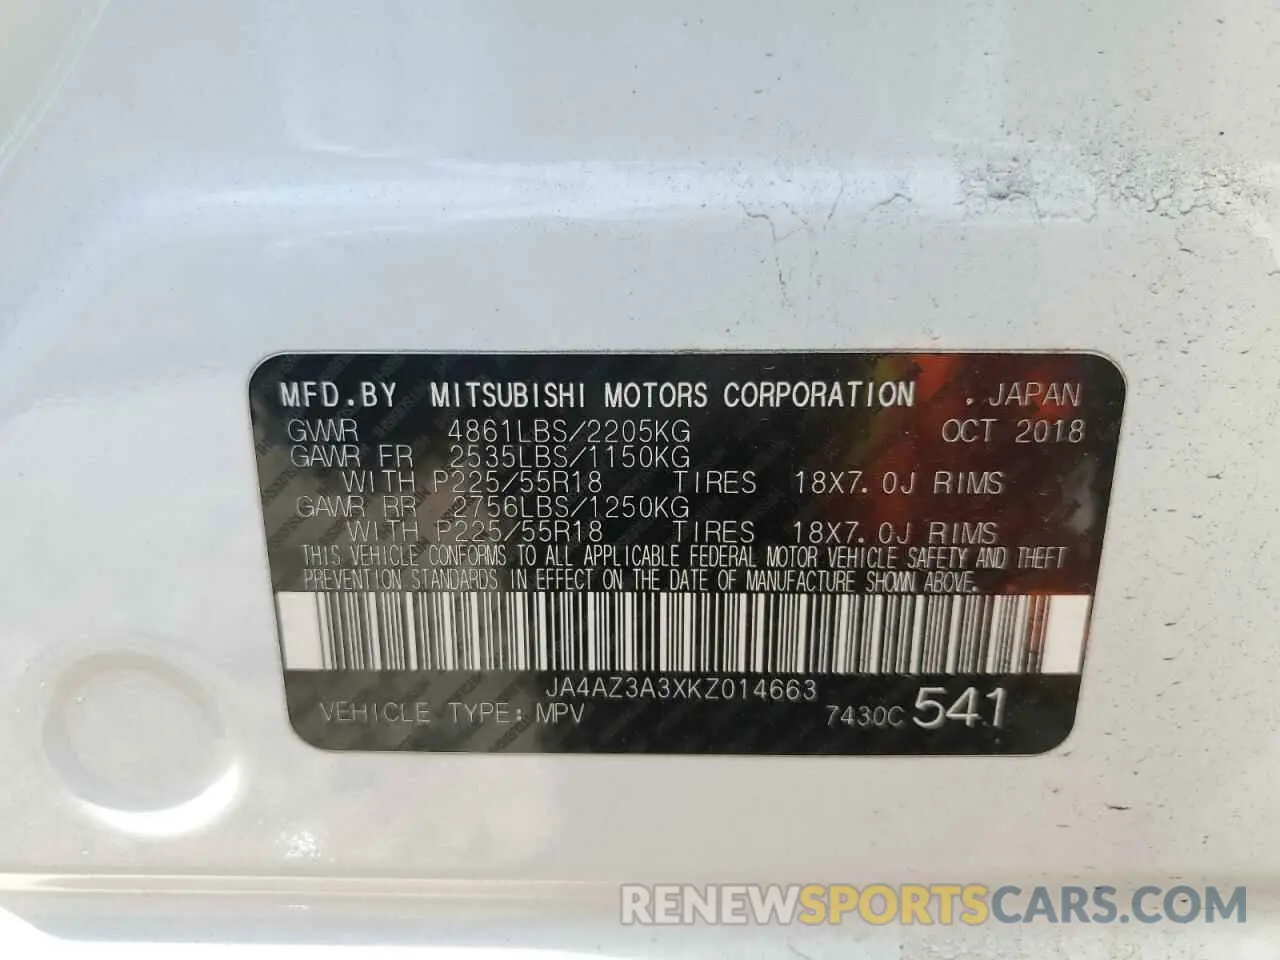 MFD.BY MITSUBISHI MOTORS CORPORATION . JAPAN
GVWR 4861LBS/2205KG OCT 2018
GAWR FR 2535LBS/1150KG
WITH P225/55R18 TIRES 18X7.0J RIMS
GAWR RR 2756LBS/1250KG
WITH P225/55R18 TIRES 18X7.0J RIMS
THIS VEHICLE CONFORMS TO ALL APPLICABLE FEDERAL MOTOR VEHICLE SAFETY AND THEFT
PREVENTION STANDARDS IN EFFECT ON THE DATE OF MANUFACTURE SHOWN ABOVE.
JA4AZ3A3XKZ014663
VEHICLE TYPE: MPV 7430C 541
RENEWSPORTSCARS.COM